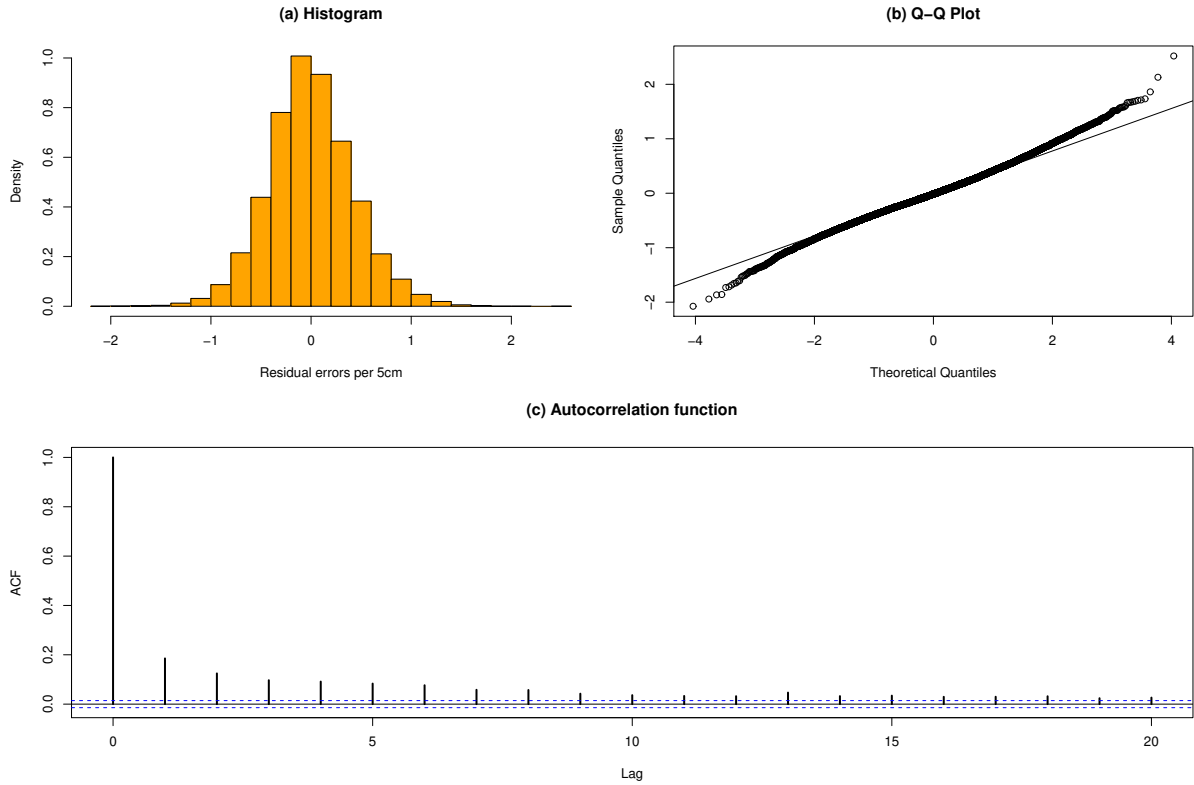 (a) Histogram
Density
0.0 0.2 0.4 0.6 0.8 1.0
−2 −1 0 1 2
Residual errors per 5cm
(b) Q−Q Plot
Sample Quantiles
−2 −1 0 1 2
−4 −2 0 2 4
Theoretical Quantiles
(c) Autocorrelation function
ACF
0.0 0.2 0.4 0.6 0.8 1.0
0 5 10 15 20
Lag